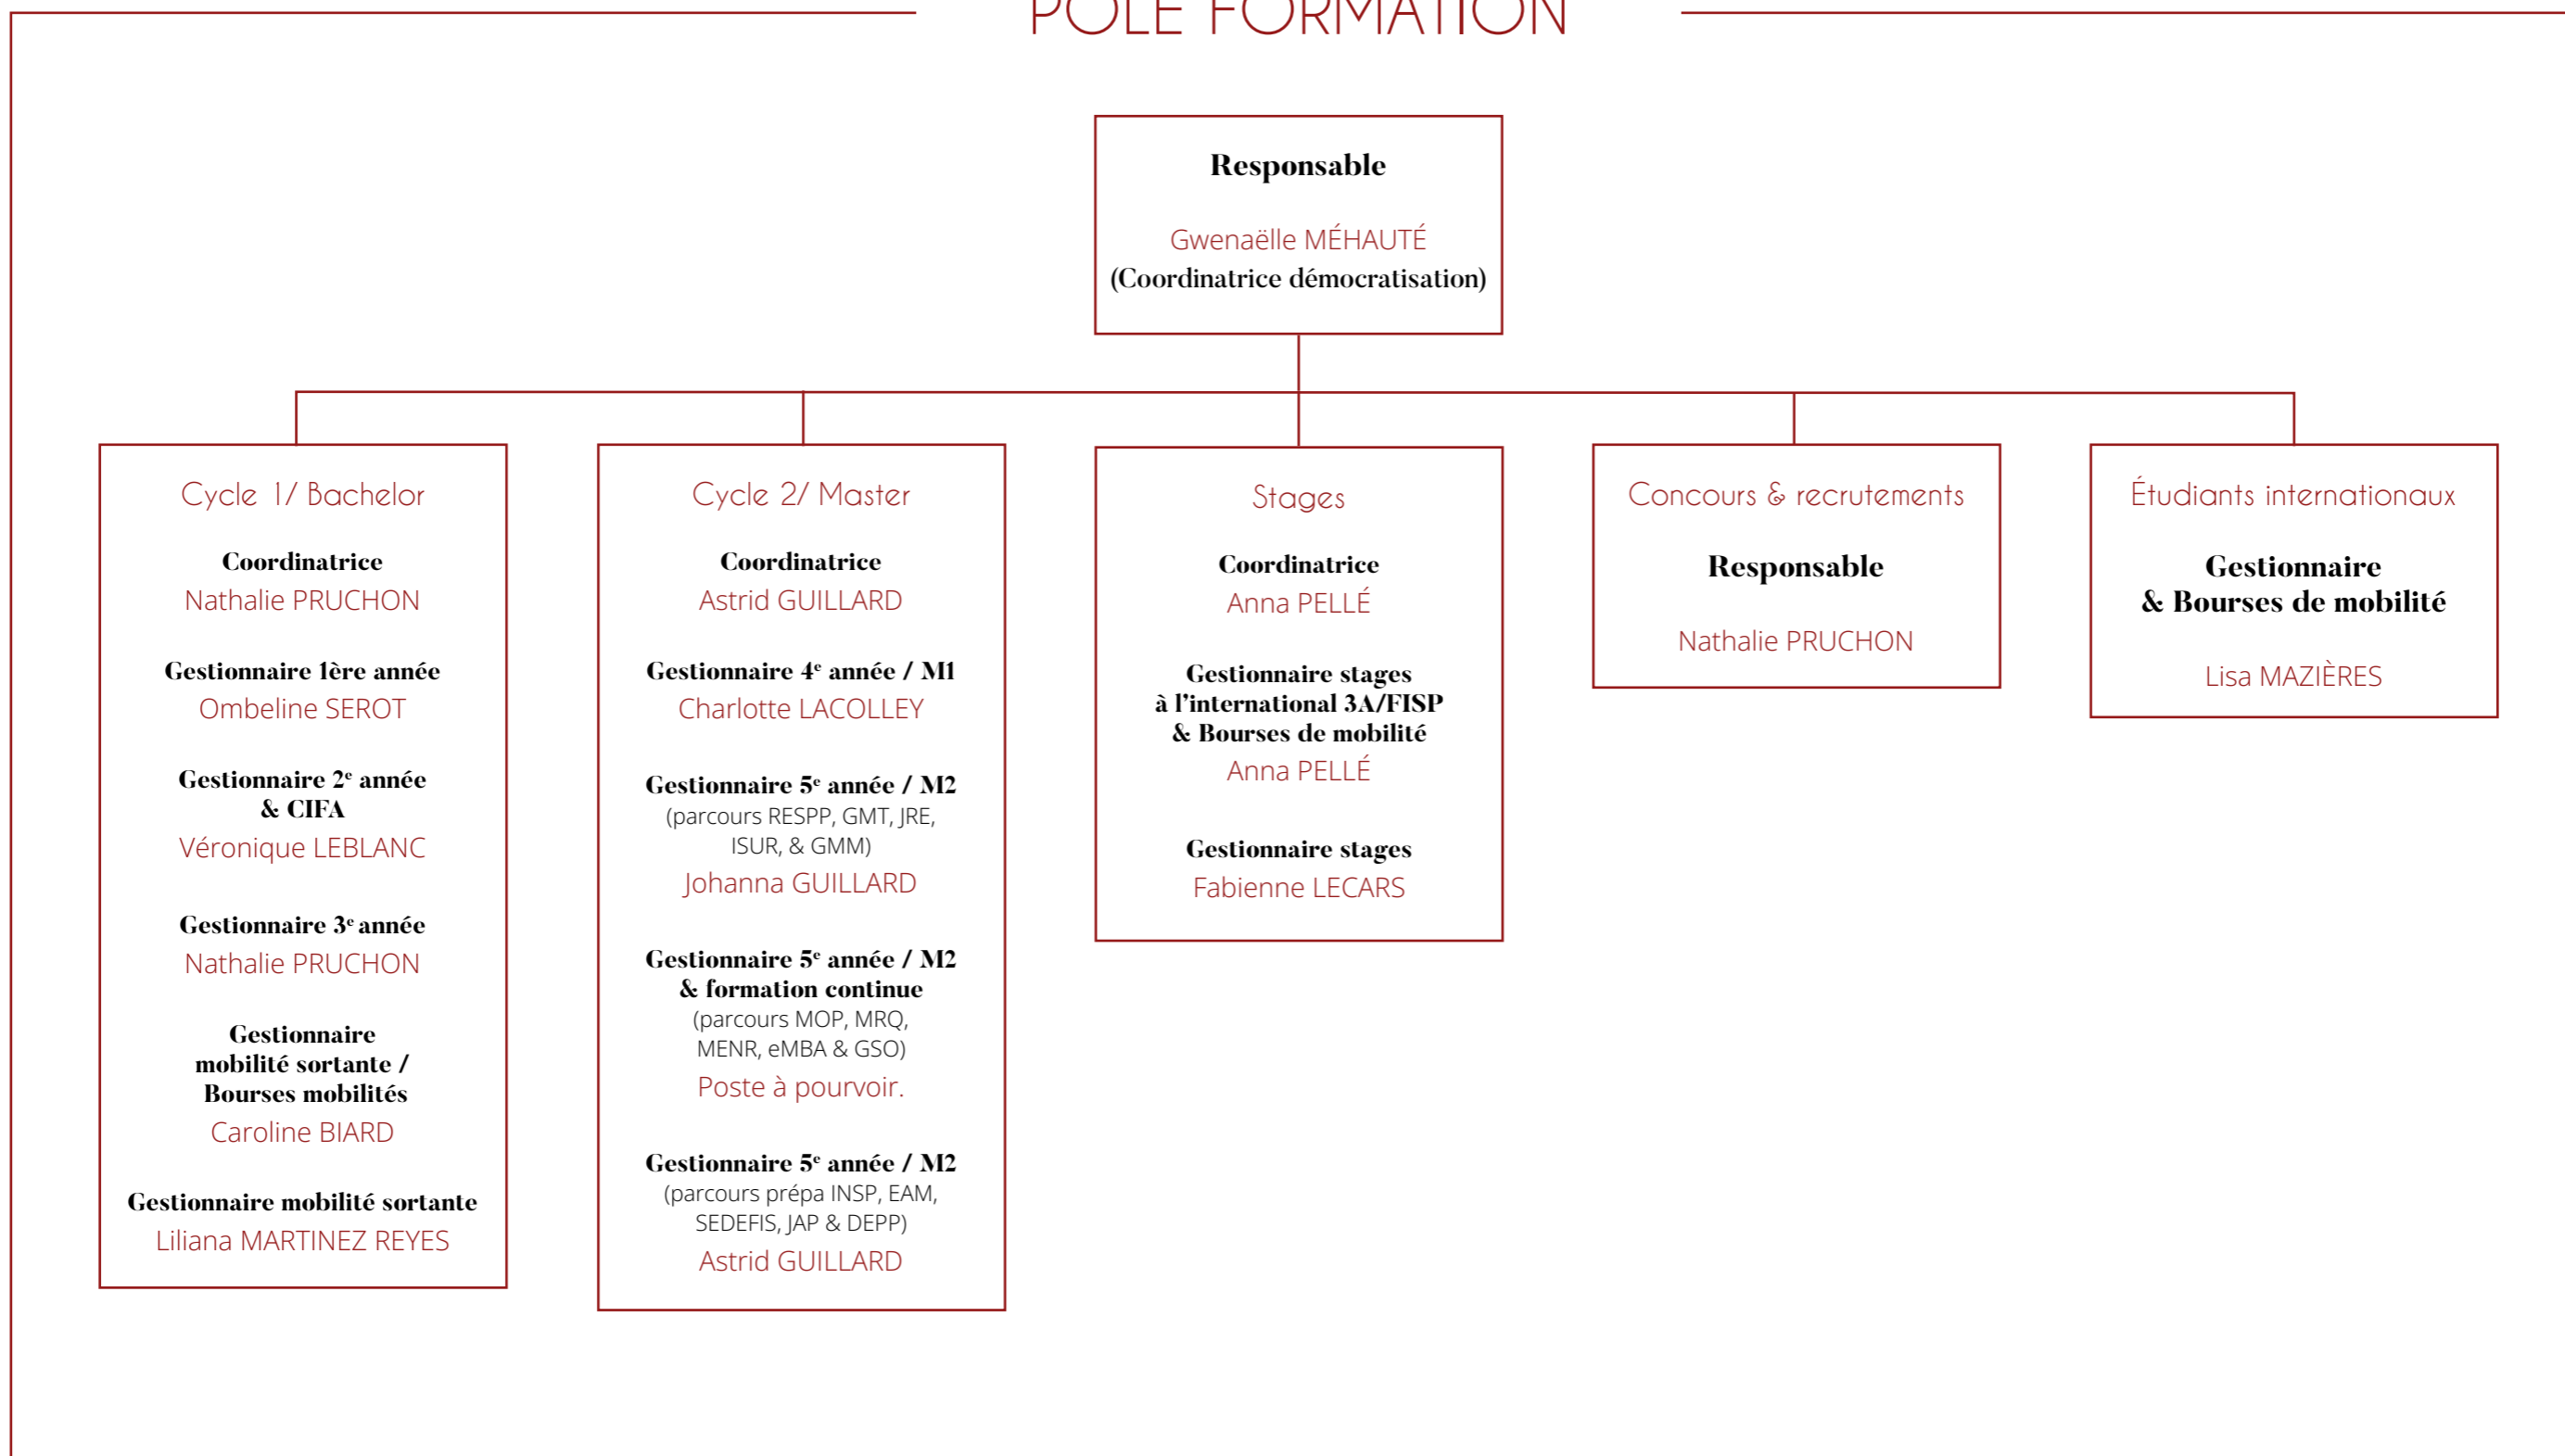 PÔLE FORMATION
Responsable
Gwenaëlle MÉHAUTÉ
(Coordinatrice démocratisation)
Cycle 1/ Bachelor
Coordinatrice
Nathalie PRUCHON
Gestionnaire 1ère année
Ombeline SEROT
Gestionnaire 2e année
& CIFA
Véronique LEBLANC
Gestionnaire 3e année
Nathalie PRUCHON
Gestionnaire
mobilité sortante /
Bourses mobilités
Caroline BIARD
Gestionnaire mobilité sortante
Liliana MARTINEZ REYES
Cycle 2/ Master
Coordinatrice
Astrid GUILLARD
Gestionnaire 4e année / M1
Charlotte LACOLLEY
Gestionnaire 5e année / M2
(parcours RESPP, GMT, JRE,
ISUR, & GMM)
Johanna GUILLARD
Gestionnaire 5e année / M2
& formation continue
(parcours MOP, MRQ,
MENR, eMBA & GSO)
Poste à pourvoir.
Gestionnaire 5e année / M2
(parcours prépa INSP, EAM,
SEDEFIS, JAP & DEPP)
Astrid GUILLARD
Stages
Coordinatrice
Anna PELLÉ
Gestionnaire stages
à l'international 3A/FISP
& Bourses de mobilité
Anna PELLÉ
Gestionnaire stages
Fabienne LECARS
Concours & recrutements
Responsable
Nathalie PRUCHON
Étudiants internationaux
Gestionnaire
& Bourses de mobilité
Lisa MAZIÈRES